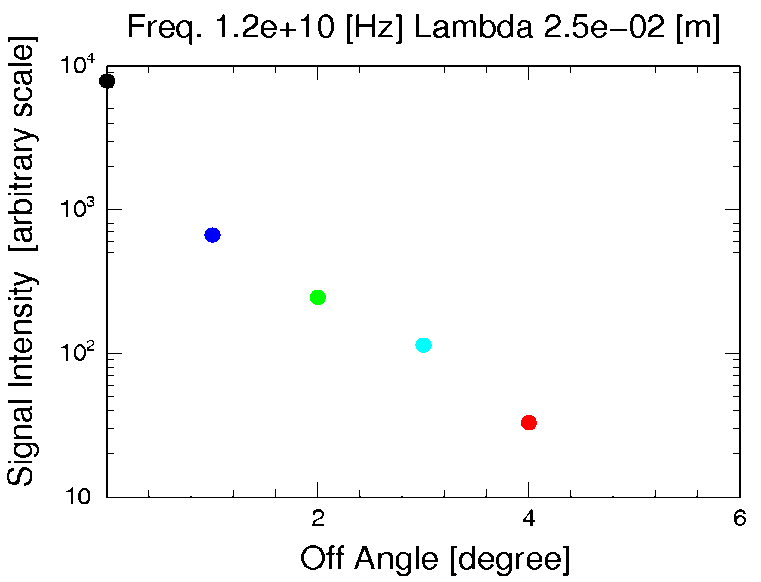 Freq. 1.2e+10 [Hz] Lambda 2.5e−02 [m]
Signal Intensity [arbitrary scale]
10⁴
10³
10²
10
2 4 6
Off Angle [degree]